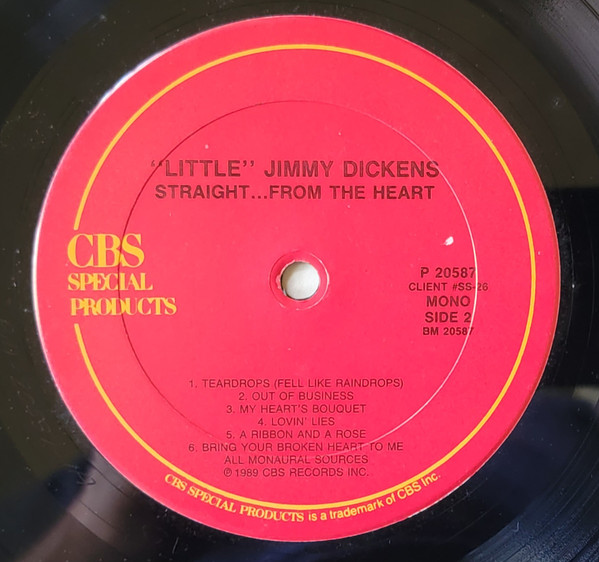 “LITTLE” JIMMY DICKENS
STRAIGHT...FROM THE HEART
CBS
SPECIAL
PRODUCTS
P 20587
CLIENT #SS-26
MONO
SIDE 2
BM 20587
1. TEARDROPS (FELL LIKE RAINDROPS)
2. OUT OF BUSINESS
3. MY HEART'S BOUQUET
4. LOVIN' LIES
5. A RIBBON AND A ROSE
6. BRING YOUR BROKEN HEART TO ME
ALL MONAURAL SOURCES
℗ 1989 CBS RECORDS INC.
CBS SPECIAL PRODUCTS is a trademark of CBS Inc.